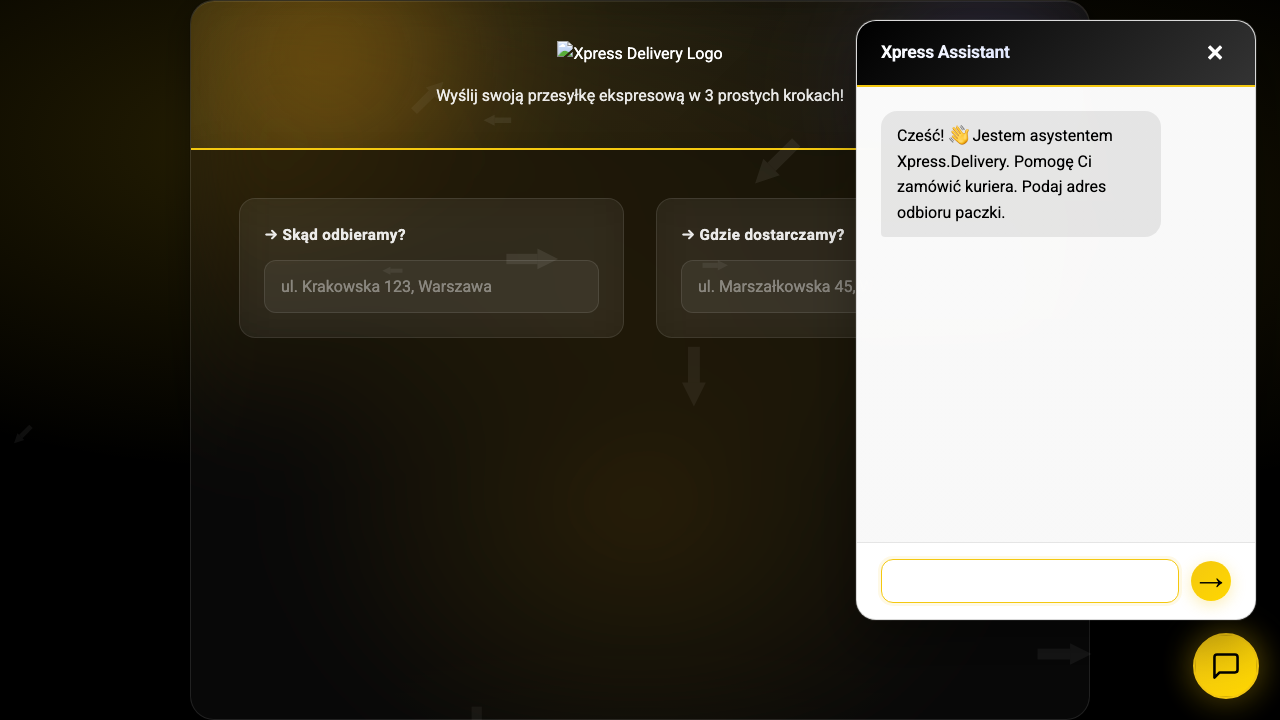 Xpress Delivery Logo
Wyślij swoją przesyłkę ekspresową w 3 prostych krokach!
→ Skąd odbieramy?
ul. Krakowska 123, Warszawa
→ Gdzie dostarczamy?
ul. Marszałkowska 45,
Xpress Assistant
×
Cześć! 👋 Jestem asystentem
Xpress.Delivery. Pomogę Ci
zamówić kuriera. Podaj adres
odbioru paczki.
→